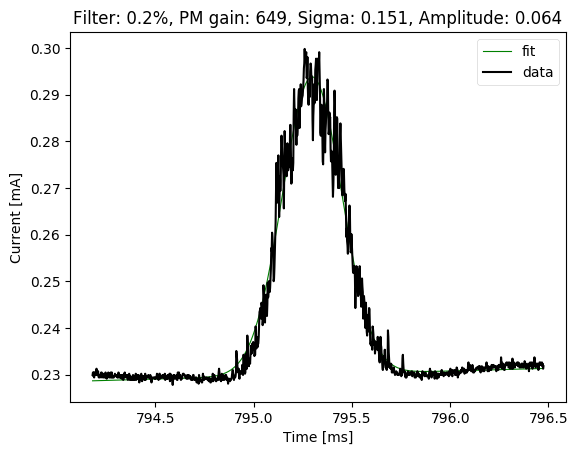 Filter: 0.2%, PM gain: 649, Sigma: 0.151, Amplitude: 0.064
fit
data
Current [mA]
0.30
0.29
0.28
0.27
0.26
0.25
0.24
0.23
794.5 795.0 795.5 796.0 796.5
Time [ms]